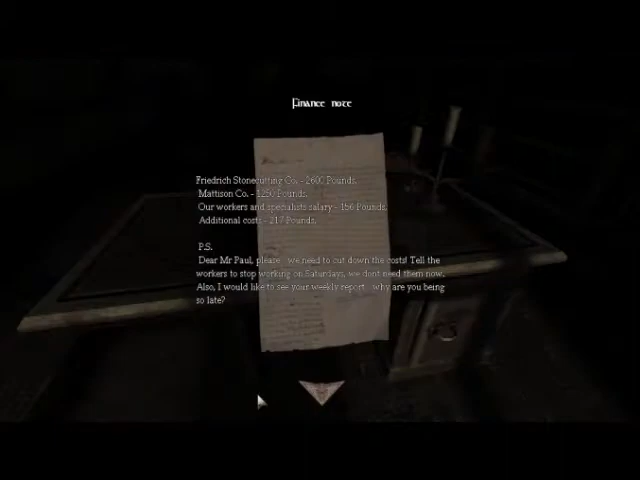 Finance note
Friedrich Stonecutting Co. - 2600 Pounds.
Mattison Co. - 1250 Pounds.
Our workers and specialists salary - 156 Pounds.
Additional costs - 217 Pounds.
P.S.
Dear Mr Paul, please - we need to cut down the costs! Tell the
workers to stop working on Saturdays, we dont need them now.
Also, I would like to see your weekly report - why are you being
so late?